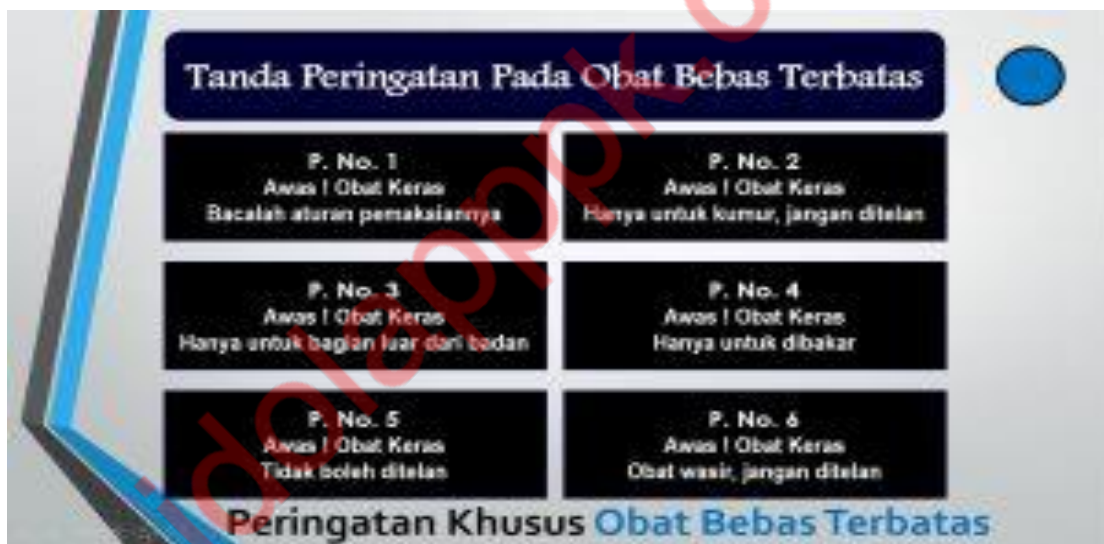 Tanda Peringatan Pada Obat Bebas Terbatas
P. No. 1
Awas ! Obat Keras
Bacalah aturan pemakaiannya
P. No. 2
Awas ! Obat Keras
Hanya untuk kumur, jangan ditelan
P. No. 3
Awas ! Obat Keras
Hanya untuk bagian luar dari badan
P. No. 4
Awas ! Obat Keras
Hanya untuk dibakar
P. No. 5
Awas ! Obat Keras
Tidak boleh ditelan
P. No. 6
Awas ! Obat Keras
Obat wasir, jangan ditelan
Peringatan Khusus Obat Bebas Terbatas
idolappk.c